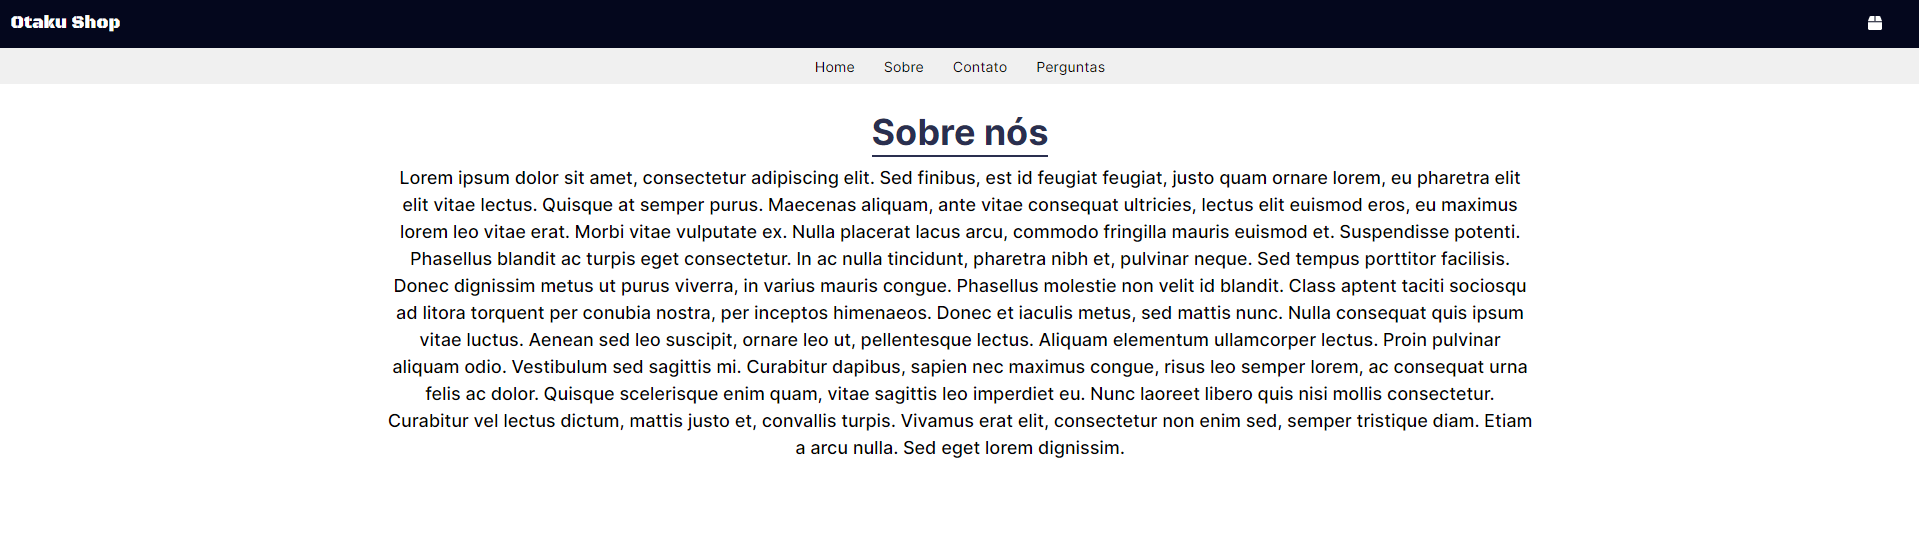 Otaku Shop
Home Sobre Contato Perguntas
Sobre nós
Lorem ipsum dolor sit amet, consectetur adipiscing elit. Sed finibus, est id feugiat feugiat, justo quam ornare lorem, eu pharetra elit
elit vitae lectus. Quisque at semper purus. Maecenas aliquam, ante vitae consequat ultricies, lectus elit euismod eros, eu maximus
lorem leo vitae erat. Morbi vitae vulputate ex. Nulla placerat lacus arcu, commodo fringilla mauris euismod et. Suspendisse potenti.
Phasellus blandit ac turpis eget consectetur. In ac nulla tincidunt, pharetra nibh et, pulvinar neque. Sed tempus porttitor facilisis.
Donec dignissim metus ut purus viverra, in varius mauris congue. Phasellus molestie non velit id blandit. Class aptent taciti sociosqu
ad litora torquent per conubia nostra, per inceptos himenaeos. Donec et iaculis metus, sed mattis nunc. Nulla consequat quis ipsum
vitae luctus. Aenean sed leo suscipit, ornare leo ut, pellentesque lectus. Aliquam elementum ullamcorper lectus. Proin pulvinar
aliquam odio. Vestibulum sed sagittis mi. Curabitur dapibus, sapien nec maximus congue, risus leo semper lorem, ac consequat urna
felis ac dolor. Quisque scelerisque enim quam, vitae sagittis leo imperdiet eu. Nunc laoreet libero quis nisi mollis consectetur.
Curabitur vel lectus dictum, mattis justo et, convallis turpis. Vivamus erat elit, consectetur non enim sed, semper tristique diam. Etiam
a arcu nulla. Sed eget lorem dignissim.